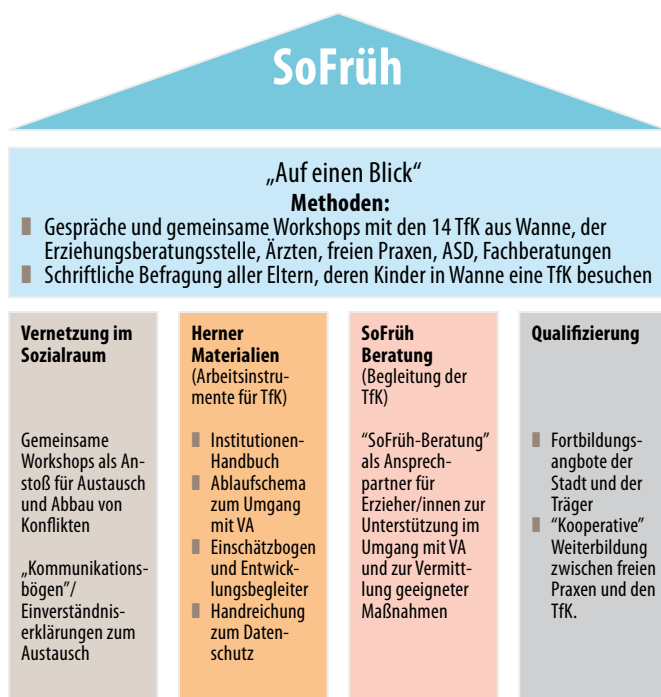 SoFrüh
„Auf einen Blick“
Methoden:
Gespräche und gemeinsame Workshops mit den 14 TfK aus Wanne, der
Erziehungsberatungsstelle, Ärzten, freien Praxen, ASD, Fachberatungen
Schriftliche Befragung aller Eltern, deren Kinder in Wanne eine TfK besuchen
Vernetzung im
Sozialraum
Gemeinsame
Workshops als An-
stoß für Austausch
und Abbau von
Konflikten
„Kommunikations-
bögen"/
Einverständnis-
erklärungen zum
Austausch
Herner
Materialien
(Arbeitsinstru-
mente für TfK)
Institutionen-
Handbuch
Ablaufschema
zum Umgang
mit VA
Einschätzbogen
und Entwick-
lungsbegleiter
Handreichung
zum Daten-
schutz
SoFrüh
Beratung
(Begleitung der
TfK)
"SoFrüh-Beratung"
als Ansprech-
partner für
Erzieher/innen zur
Unterstützung im
Umgang mit VA
und zur Vermitt-
lung geeigneter
Maßnahmen
Qualifizierung
Fortbildungs-
angebote der
Stadt und der
Träger
"Kooperative"
Weiterbildung
zwischen freien
Praxen und den
TfK.